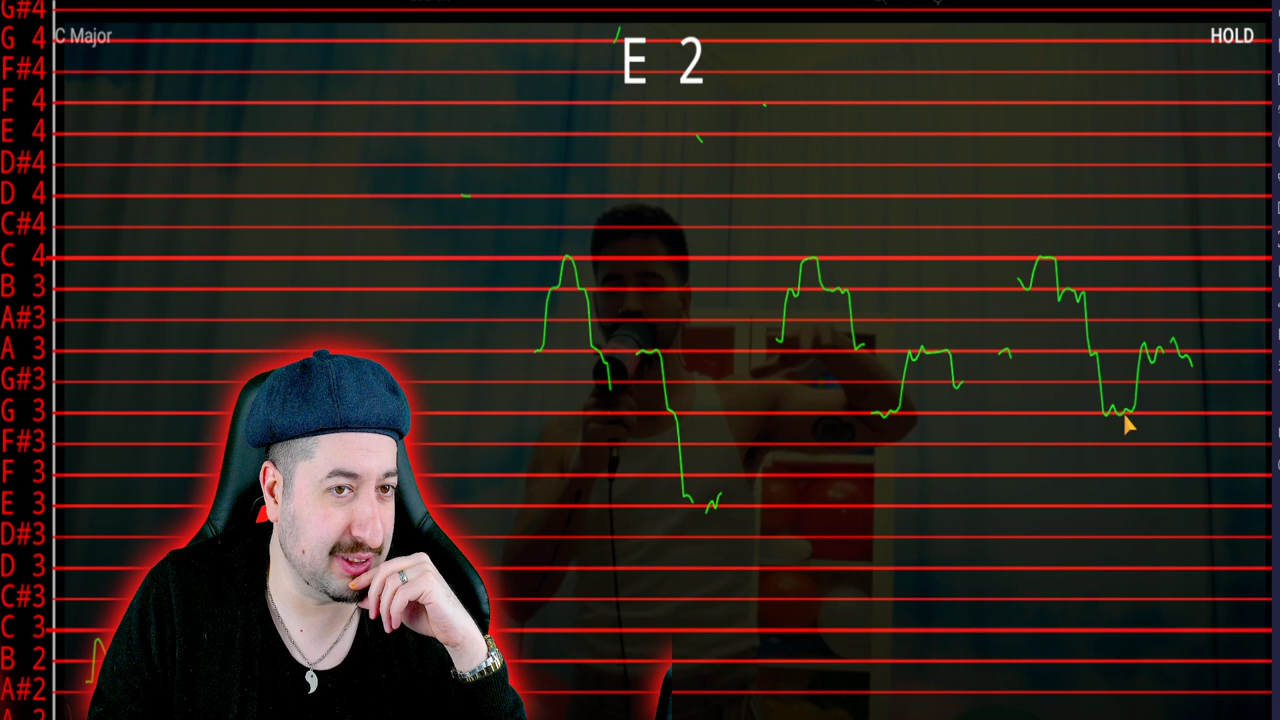 G#4
G 4
C Major
E 2
HOLD
F#4
F 4
E 4
D#4
D 4
C#4
C 4
B 3
A#3
A 3
G#3
G 3
F#3
F 3
E 3
D#3
D 3
C#3
C 3
B 2
A#2